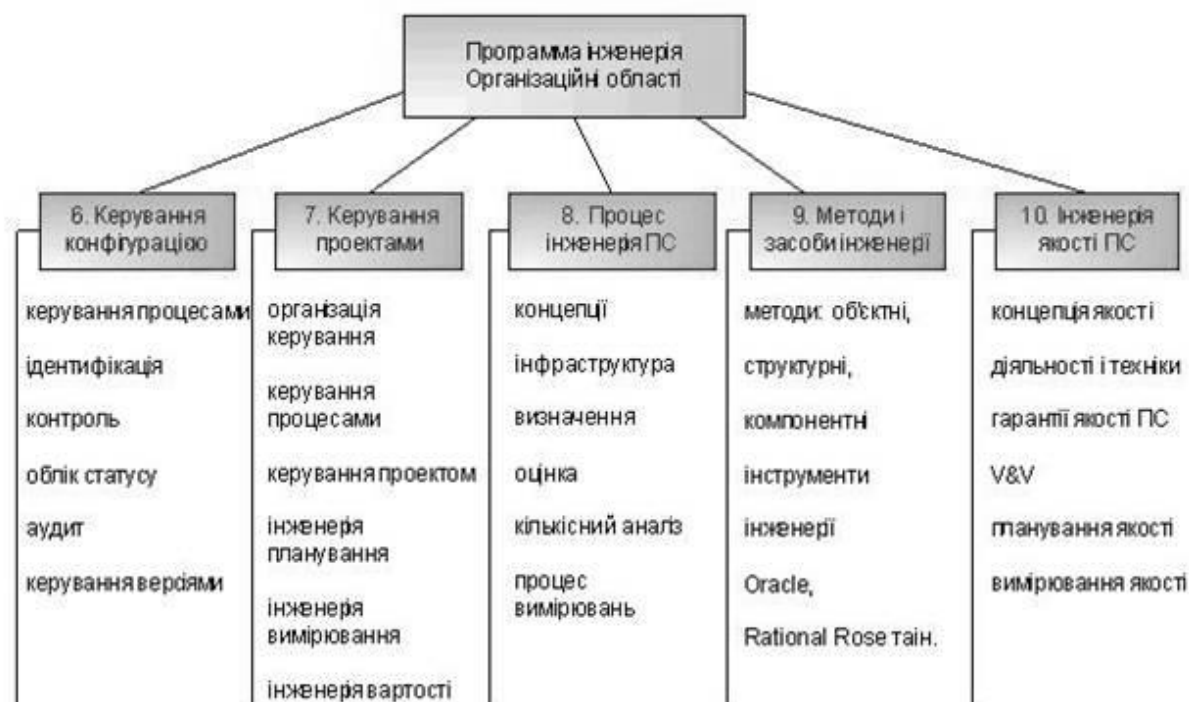 Программа інженерія
Організаційні області
6. Керування
конфігурацією
керування процесами
ідентифікація
контроль
облік статусу
аудит
керування версіями
7. Керування
проектами
організація
керування
керування
процесами
керування проектом
інженерія
планування
інженерія
вимірювання
інженерія вартості
8. Процес
інженерія ПС
концепції
інфраструктура
визначення
оцінка
кількісний аналіз
процес
вимірювань
9. Методи і
засоби інженерії
методи: об'єктні,
структурні,
компонентні
інструменти
інженерії
Oracle,
Rational Rose та ін.
10. Інженерія
якості ПС
концепція якості
діяльності і техніки
гарантії якості ПС
V&V
планування якості
вимірювання якості